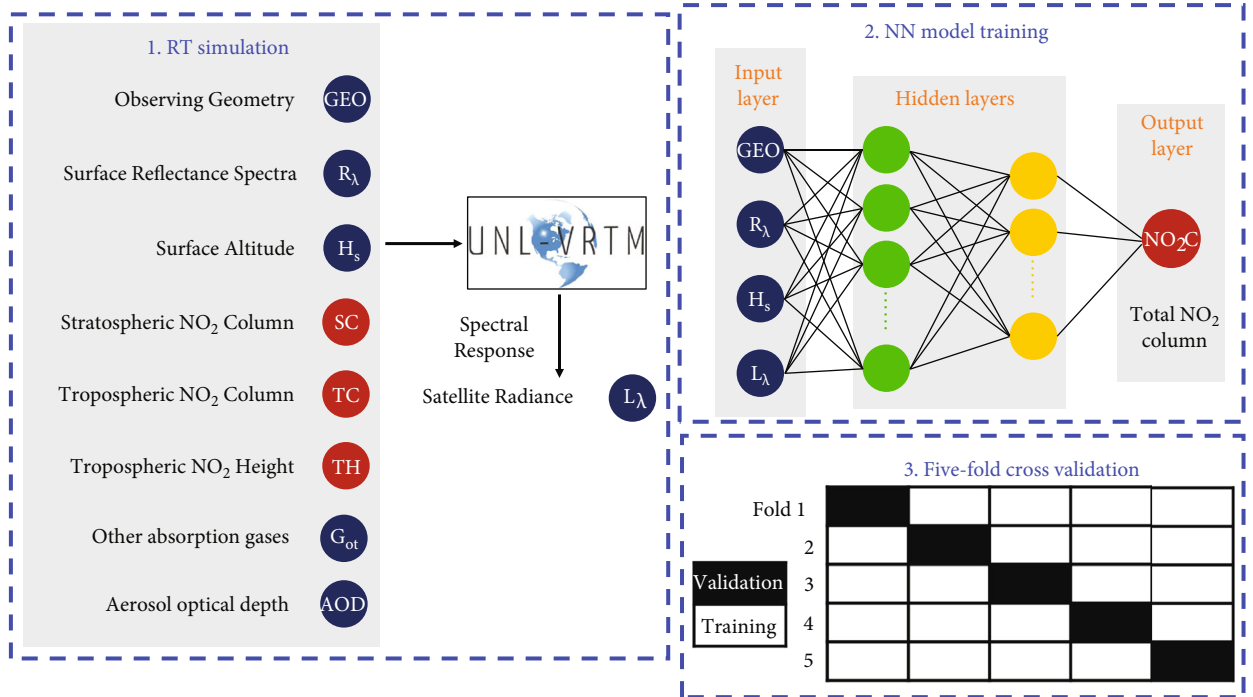 1. RT simulation
Observing Geometry
GEO
Surface Reflectance Spectra
Rλ
Surface Altitude
Hs
Stratospheric NO2 Column
SC
Tropospheric NO2 Column
TC
Tropospheric NO2 Height
TH
Other absorption gases
Got
Aerosol optical depth
AOD
UNL-VRTM
Spectral
Response
Satellite Radiance
Lλ
2. NN model training
Input
layer
GEO
Rλ
Hs
Lλ
Hidden layers
Output
layer
NO2C
Total NO2
column
3. Five-fold cross validation
Fold 1
2
3
4
5
Validation
Training